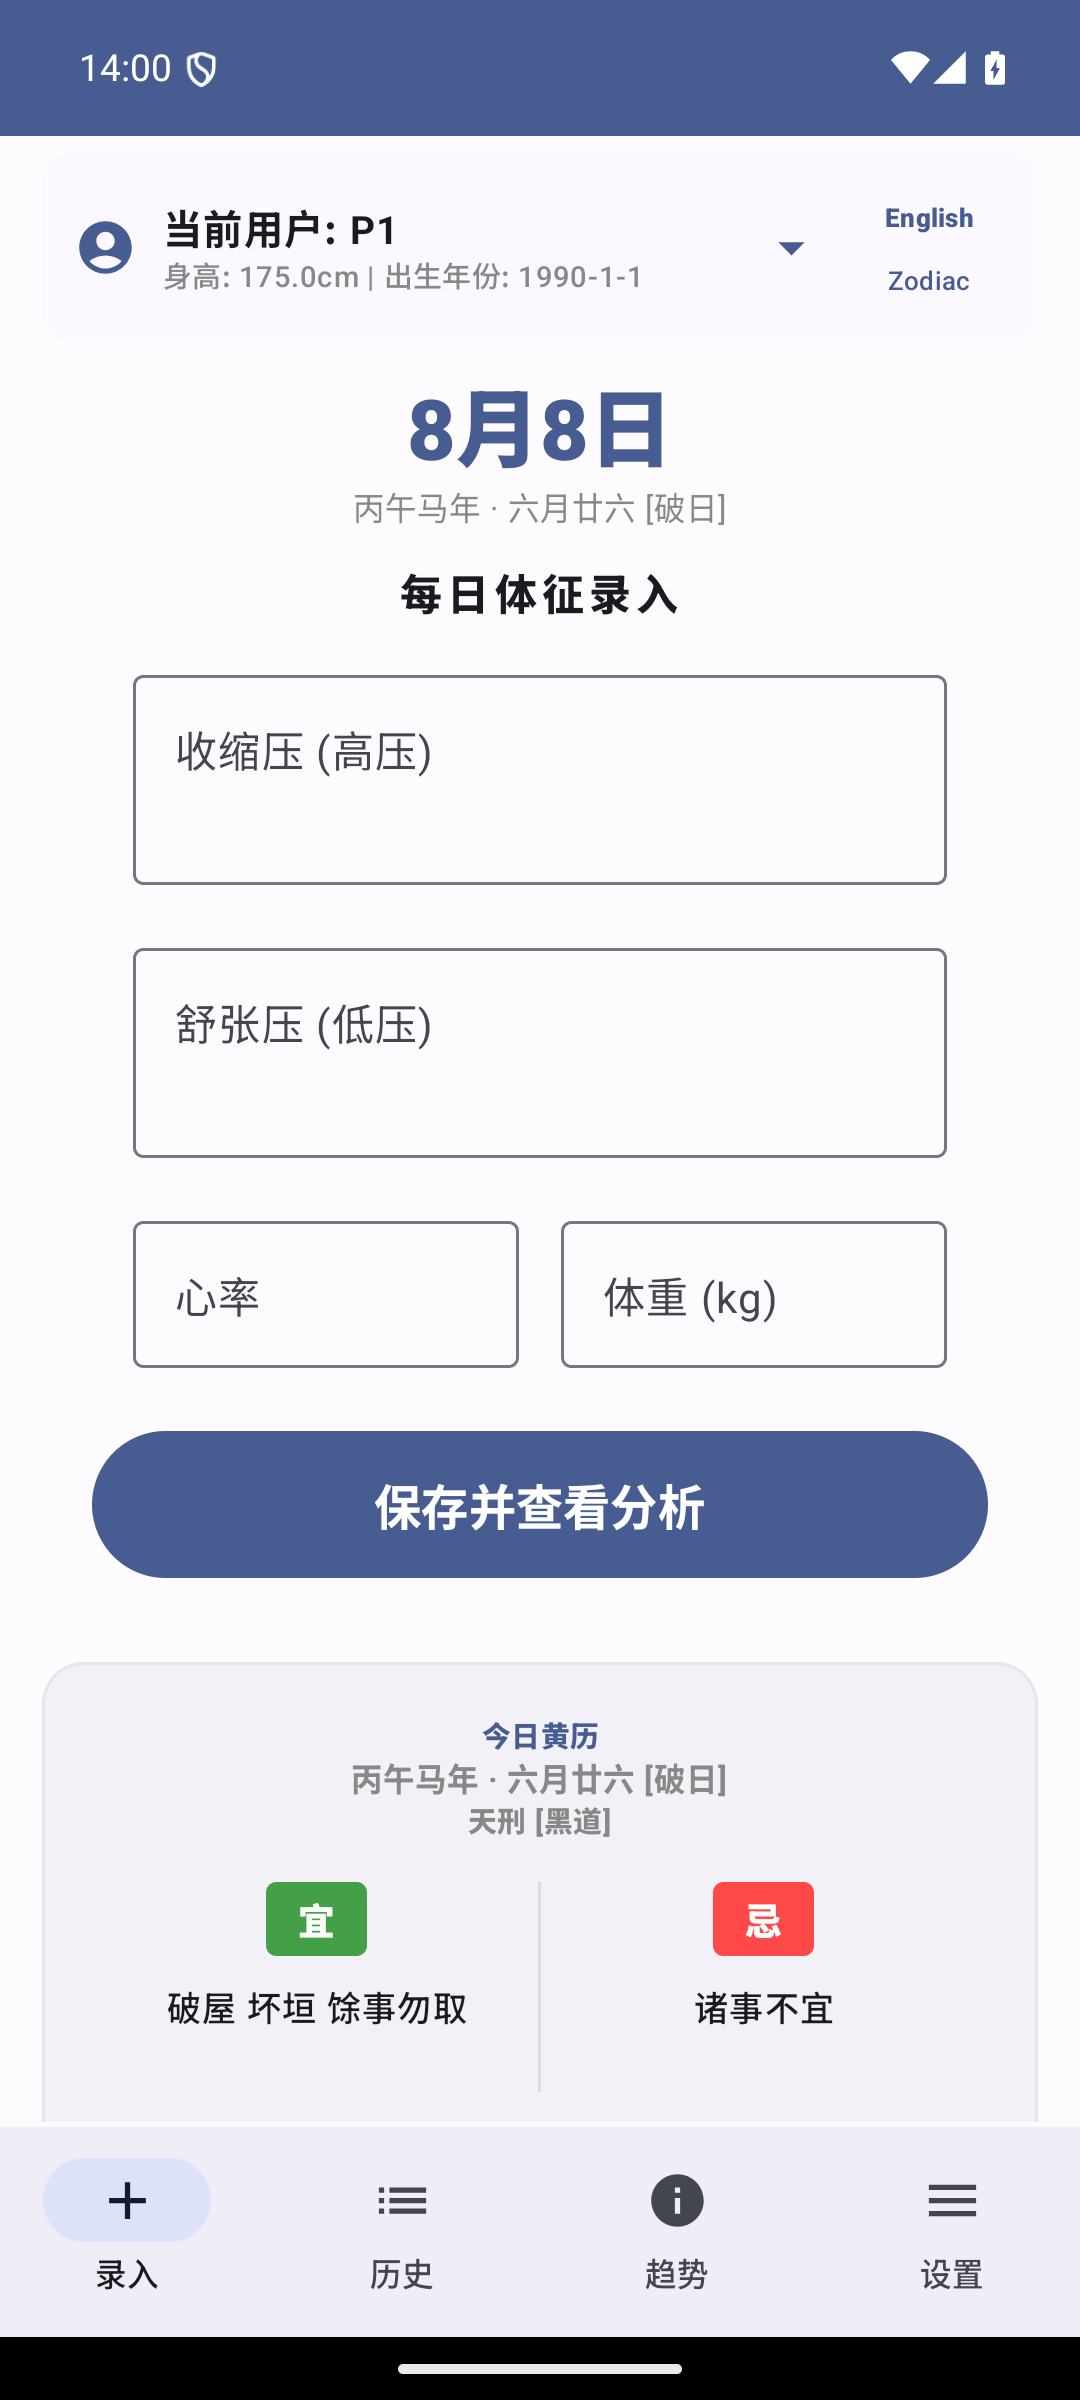 14:00
当前用户: P1
身高: 175.0cm | 出生年份: 1990-1-1
English
Zodiac
8月8日
丙午马年 · 六月廿六 [破日]
每日体征录入
收缩压 (高压)
舒张压 (低压)
心率
体重 (kg)
保存并查看分析
今日黄历
丙午马年 · 六月廿六 [破日]
天刑 [黑道]
宜
忌
破屋 坏垣 馀事勿取
诸事不宜
录入
历史
趋势
设置